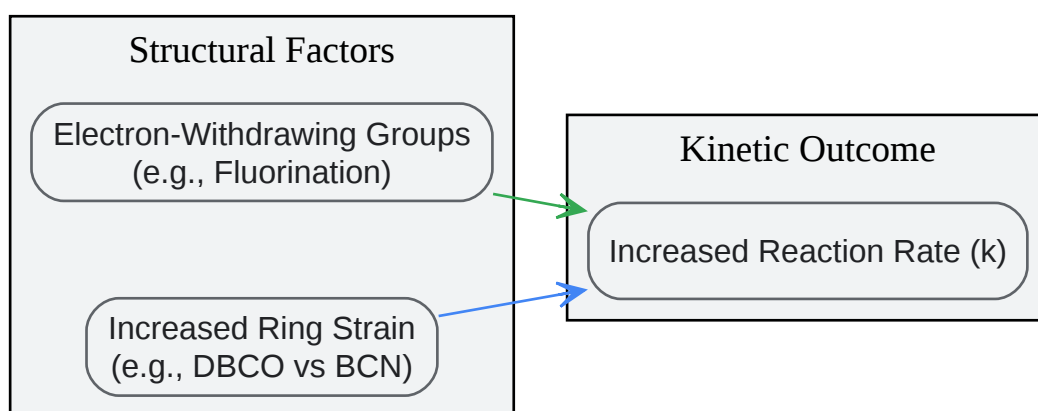 Structural Factors
Electron-Withdrawing Groups
(e.g., Fluorination)
Increased Ring Strain
(e.g., DBCO vs BCN)
Kinetic Outcome
Increased Reaction Rate (k)